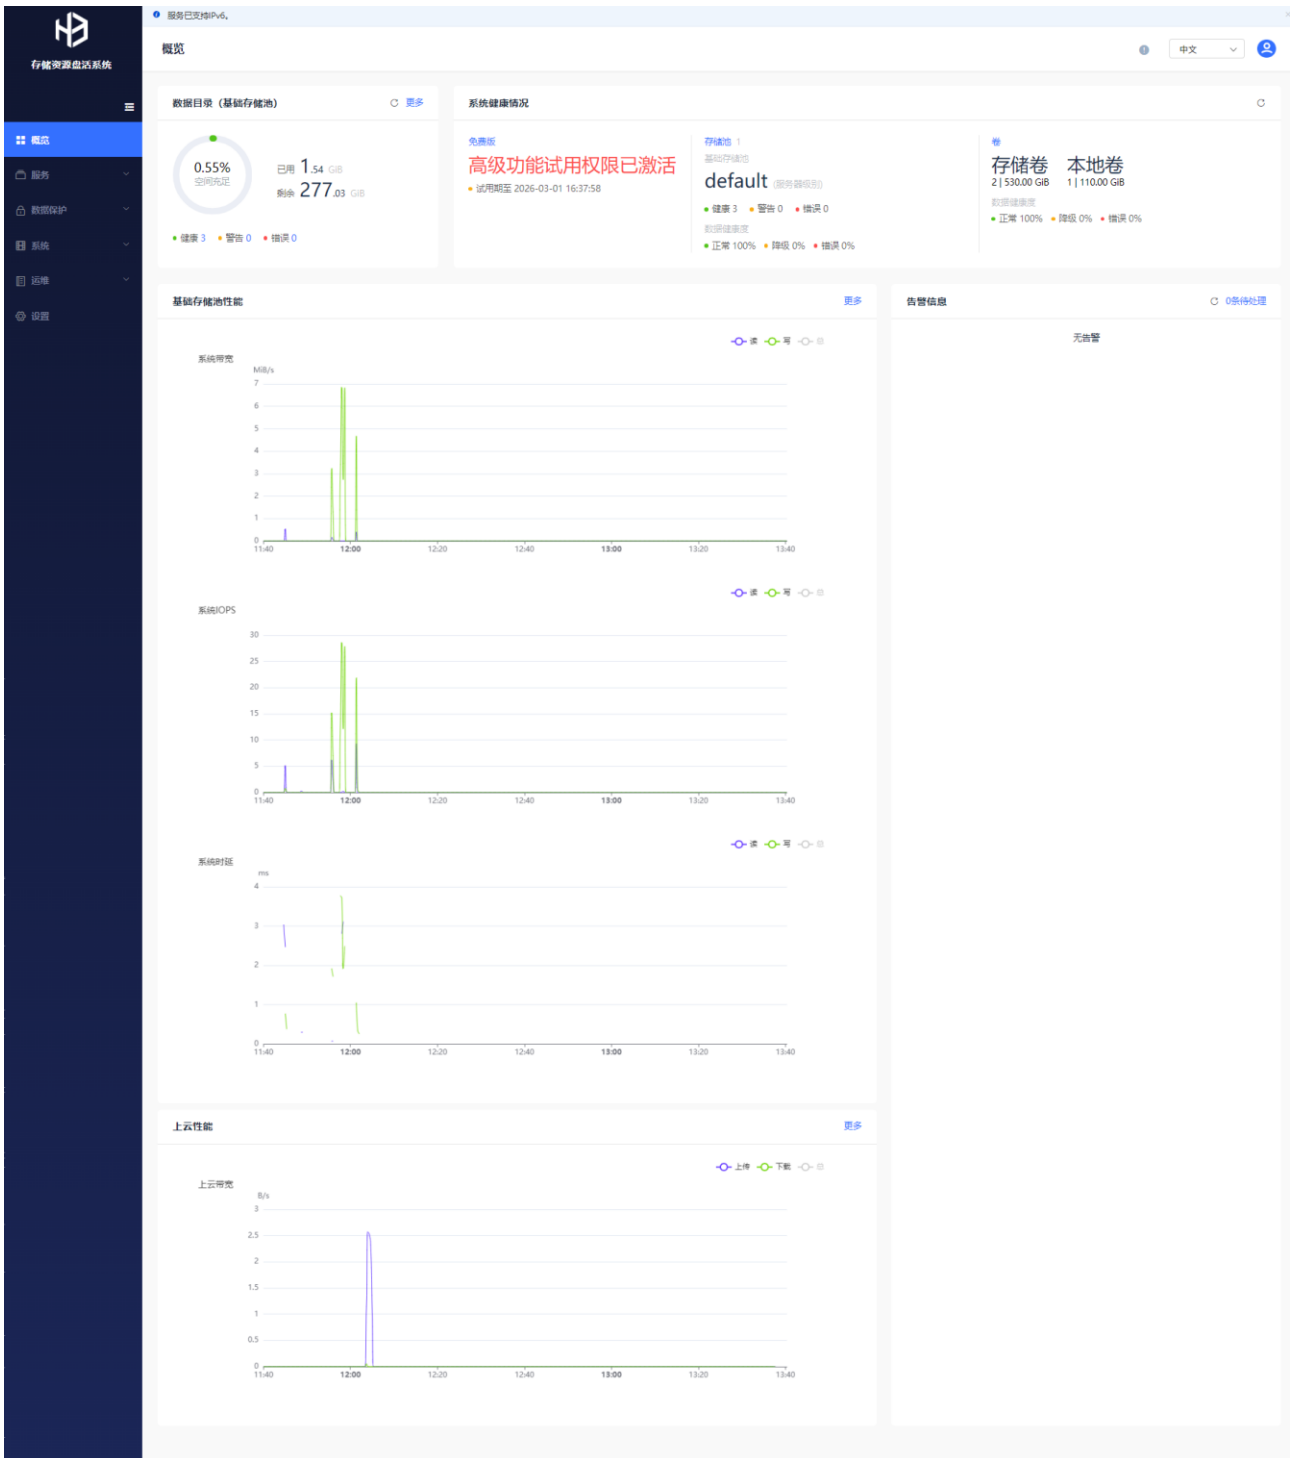 服务已支持IPv6。
存储资源盘活系统
概览
中文
概览
服务
数据保护
系统
运维
设置
数据目录（基础存储池）
更多
0.55%
空间充足
已用 1.54 GiB
剩余 277.03 GiB
健康 3 警告 0 错误 0
系统健康情况
免费版
高级功能试用权限已激活
试用期至 2026-03-01 16:37:58
存储池 1
基础存储池
default (服务器级别)
健康 3 警告 0 错误 0
数据健康度
正常 100% 降级 0% 错误 0%
卷
存储卷 本地卷
2 | 530.00 GiB 1 | 110.00 GiB
数据健康度
正常 100% 降级 0% 错误 0%
基础存储池性能
更多
读 写 总
系统带宽
MiB/s
7
6
5
4
3
2
1
0
11:40 12:00 12:20 12:40 13:00 13:20 13:40
读 写 总
系统IOPS
30
25
20
15
10
5
0
11:40 12:00 12:20 12:40 13:00 13:20 13:40
读 写 总
系统时延
ms
4
3
2
1
0
11:40 12:00 12:20 12:40 13:00 13:20 13:40
上云性能
更多
上传 下载 总
上云带宽
B/s
3
2.5
2
1.5
1
0.5
0
11:40 12:00 12:20 12:40 13:00 13:20 13:40
告警信息
0条待处理
无告警